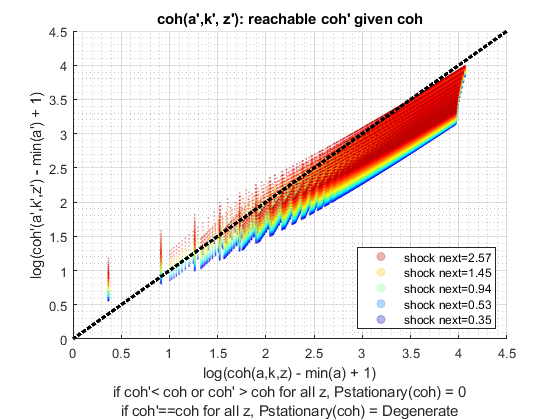 coh(a',k', z'): reachable coh' given coh
4.5
4
3.5
3
2.5
2
1.5
1
0.5
0
log(coh'(a',k',z') - min(a') + 1)
shock next=2.57
shock next=1.45
shock next=0.94
shock next=0.53
shock next=0.35
0 0.5 1 1.5 2 2.5 3 3.5 4 4.5
log(coh(a,k,z) - min(a) + 1)
if coh'< coh or coh' > coh for all z, Pstationary(coh) = 0
if coh'==coh for all z, Pstationary(coh) = Degenerate